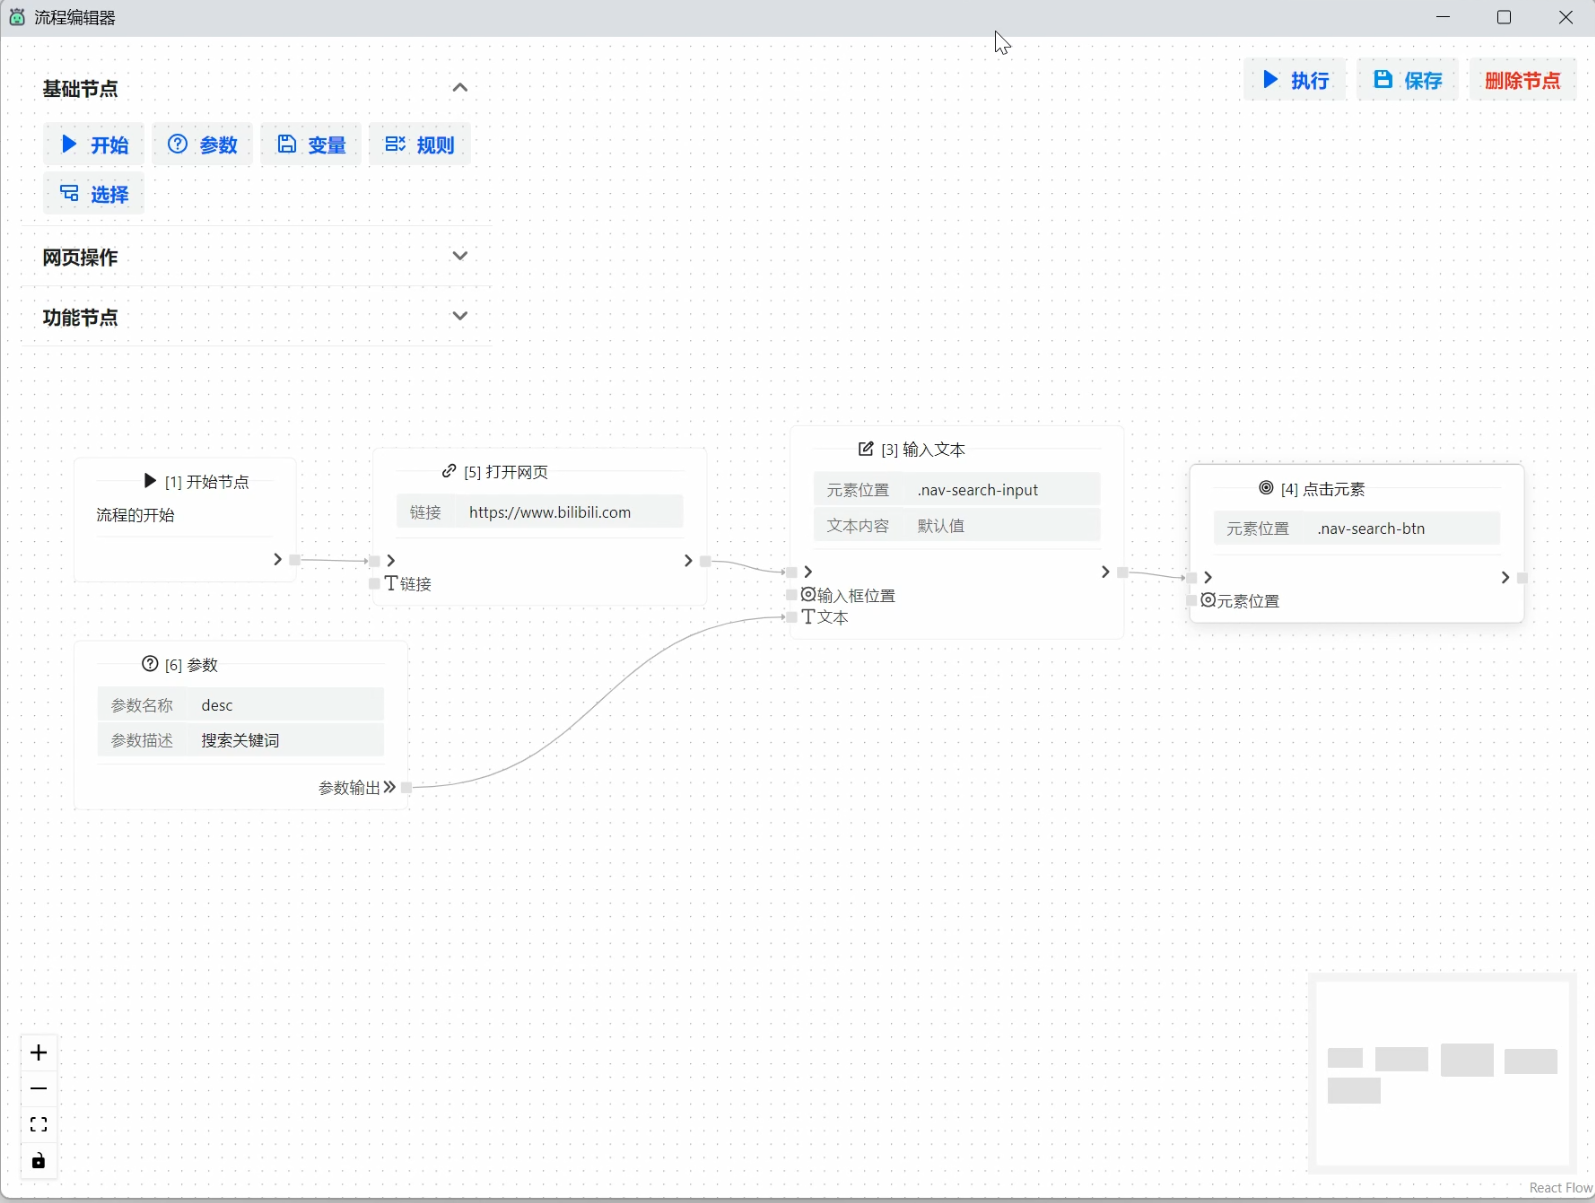 流程编辑器
执行
保存
删除节点
基础节点
开始
参数
变量
规则
选择
网页操作
功能节点
[1] 开始节点
流程的开始
[5] 打开网页
链接 https://www.bilibili.com
T链接
[3] 输入文本
元素位置 .nav-search-input
文本内容 默认值
输入框位置
T文本
[4] 点击元素
元素位置 .nav-search-btn
元素位置
[6] 参数
参数名称 desc
参数描述 搜索关键词
参数输出
React Flow